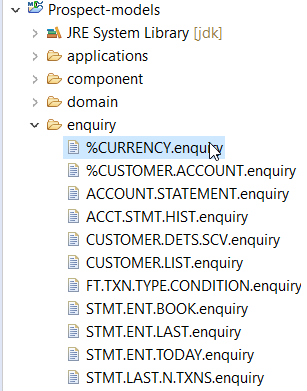 Prospect-models
JRE System Library [jdk]
applications
component
domain
enquiry
%CURRENCY.enquiry
%CUSTOMER.ACCOUNT.enquiry
ACCOUNT.STATEMENT.enquiry
ACCT.STMT.HIST.enquiry
CUSTOMER.DETS.SCV.enquiry
CUSTOMER.LIST.enquiry
FT.TXN.TYPE.CONDITION.enquiry
STMT.ENT.BOOK.enquiry
STMT.ENT.LAST.enquiry
STMT.ENT.TODAY.enquiry
STMT.LAST.N.TXNS.enquiry